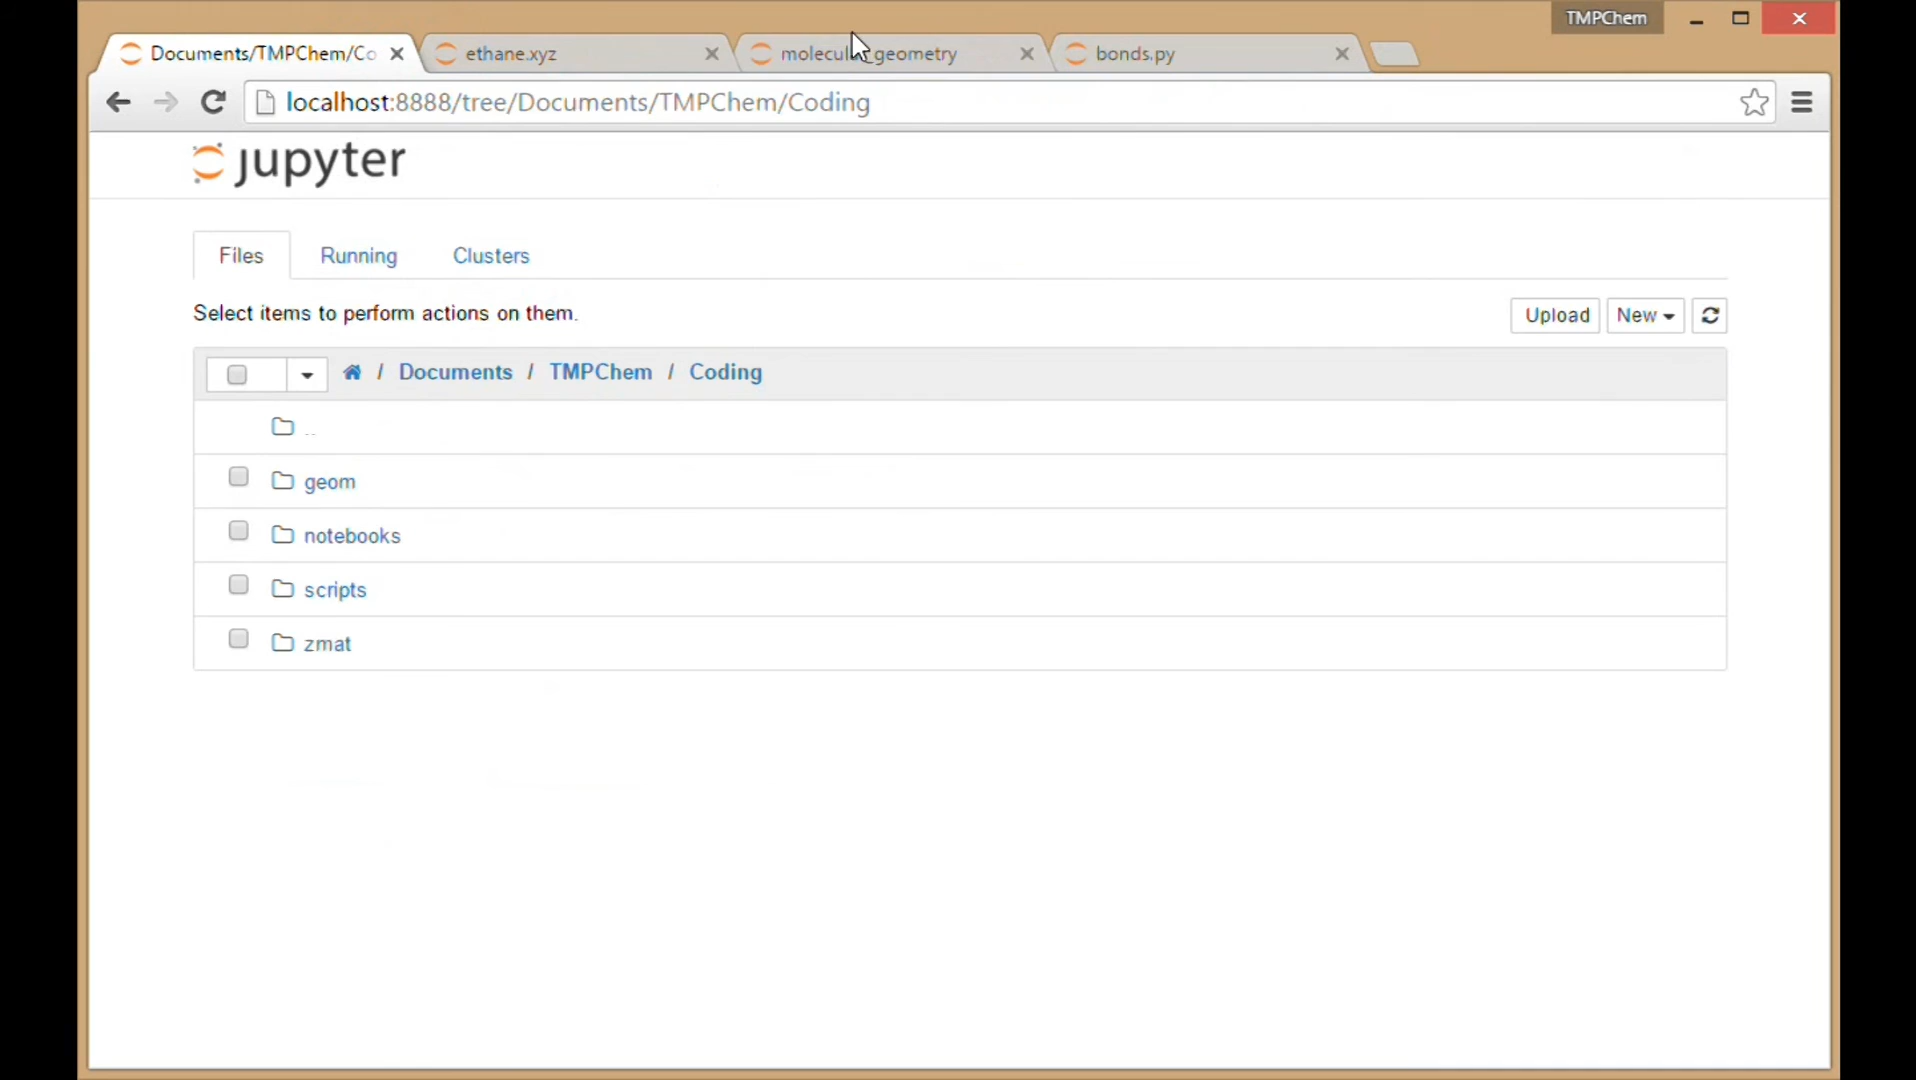 TMPChem
Documents/TMPChem/Co
ethane.xyz
geometry
bonds.py
localhost:8888/tree/Documents/TMPChem/Coding
jupyter
Files
Running
Clusters
Select items to perform actions on them.
Upload
New
/ Documents / TMPChem / Coding
..
geom
notebooks
scripts
zmat